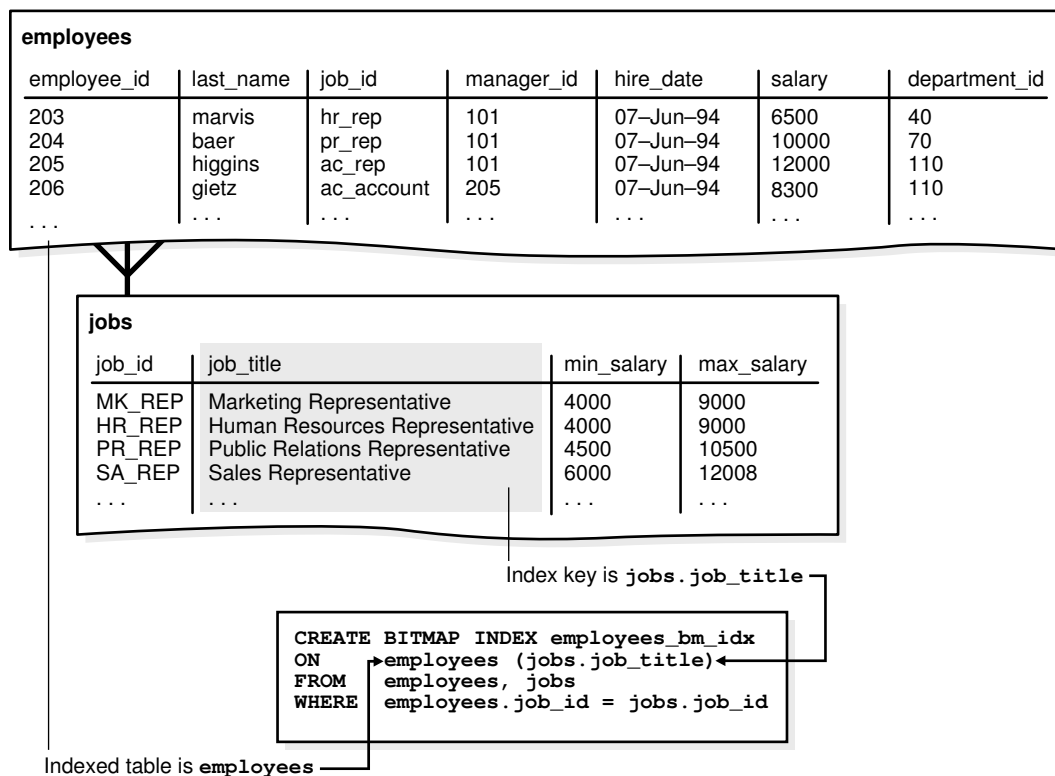 employees
employee_id last_name job_id manager_id hire_date salary department_id
203 marvis hr_rep 101 07–Jun–94 6500 40
204 baer pr_rep 101 07–Jun–94 10000 70
205 higgins ac_rep 101 07–Jun–94 12000 110
206 gietz ac_account 205 07–Jun–94 8300 110
. . . . . . . . . . . . . . . . . . . . .
jobs
job_id job_title min_salary max_salary
MK_REP Marketing Representative 4000 9000
HR_REP Human Resources Representative 4000 9000
PR_REP Public Relations Representative 4500 10500
SA_REP Sales Representative 6000 12008
. . . . . . . . . . . .
Index key is jobs.job_title
CREATE BITMAP INDEX employees_bm_idx
ON employees (jobs.job_title)
FROM employees, jobs
WHERE employees.job_id = jobs.job_id
Indexed table is employees